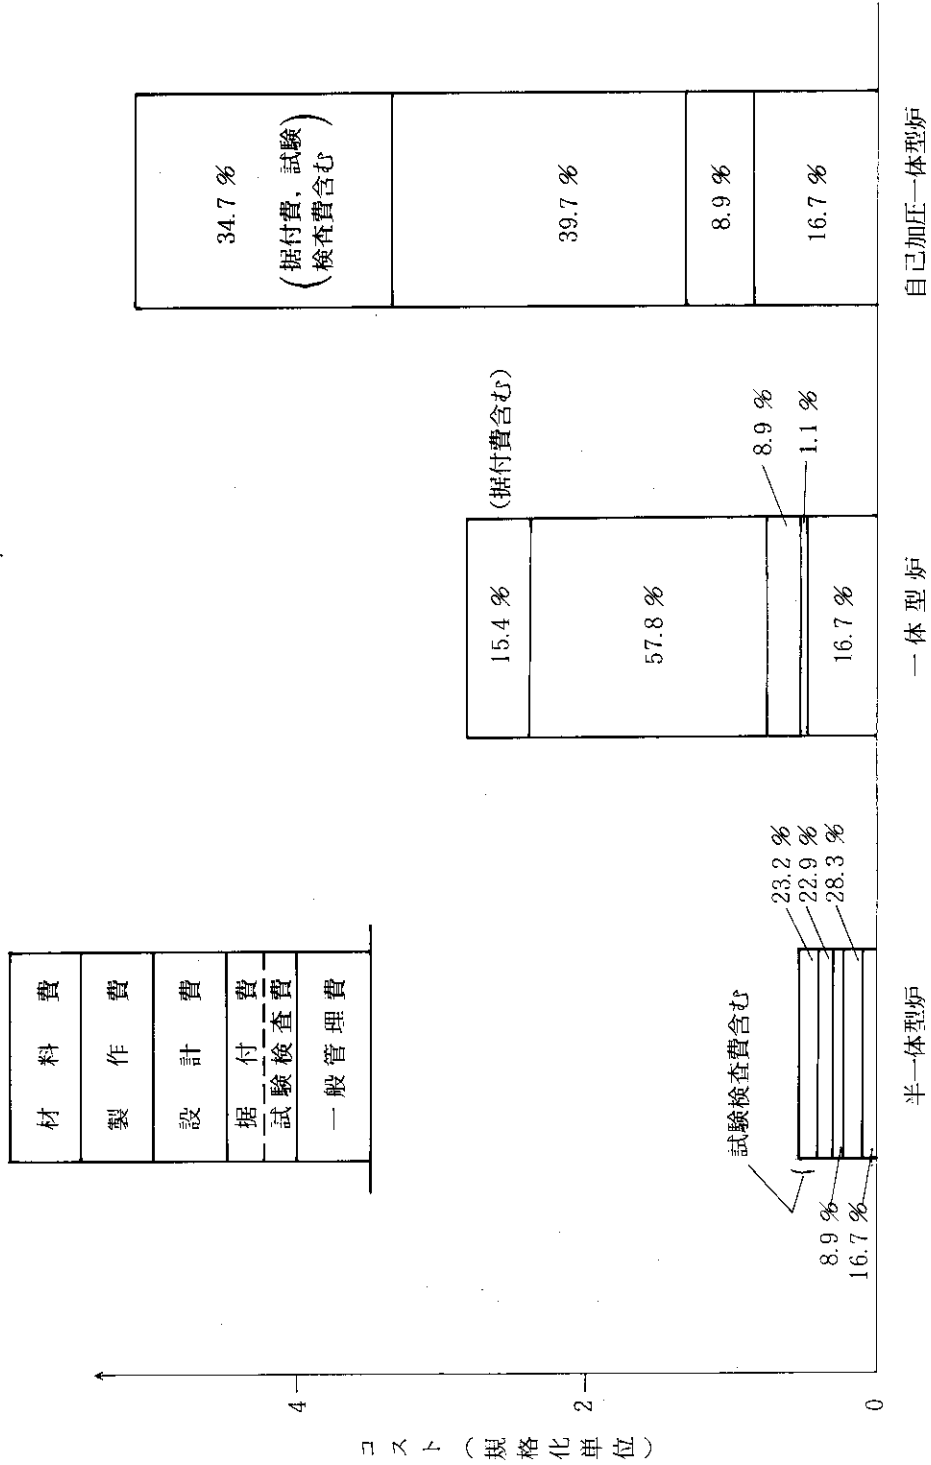 コスト（規格化単位）
4
2
0
材料費
製作費
設計費
据付費
試験検査費
一般管理費
試験検査費含む
23.2 %
22.9 %
28.3 %
8.9 %
16.7 %
半一体型炉
(据付費含む)
15.4 %
57.8 %
8.9 %
1.1 %
16.7 %
一体型炉
34.7 %
(据付費，試験
検査費含む)
39.7 %
8.9 %
16.7 %
自己加圧一体型炉